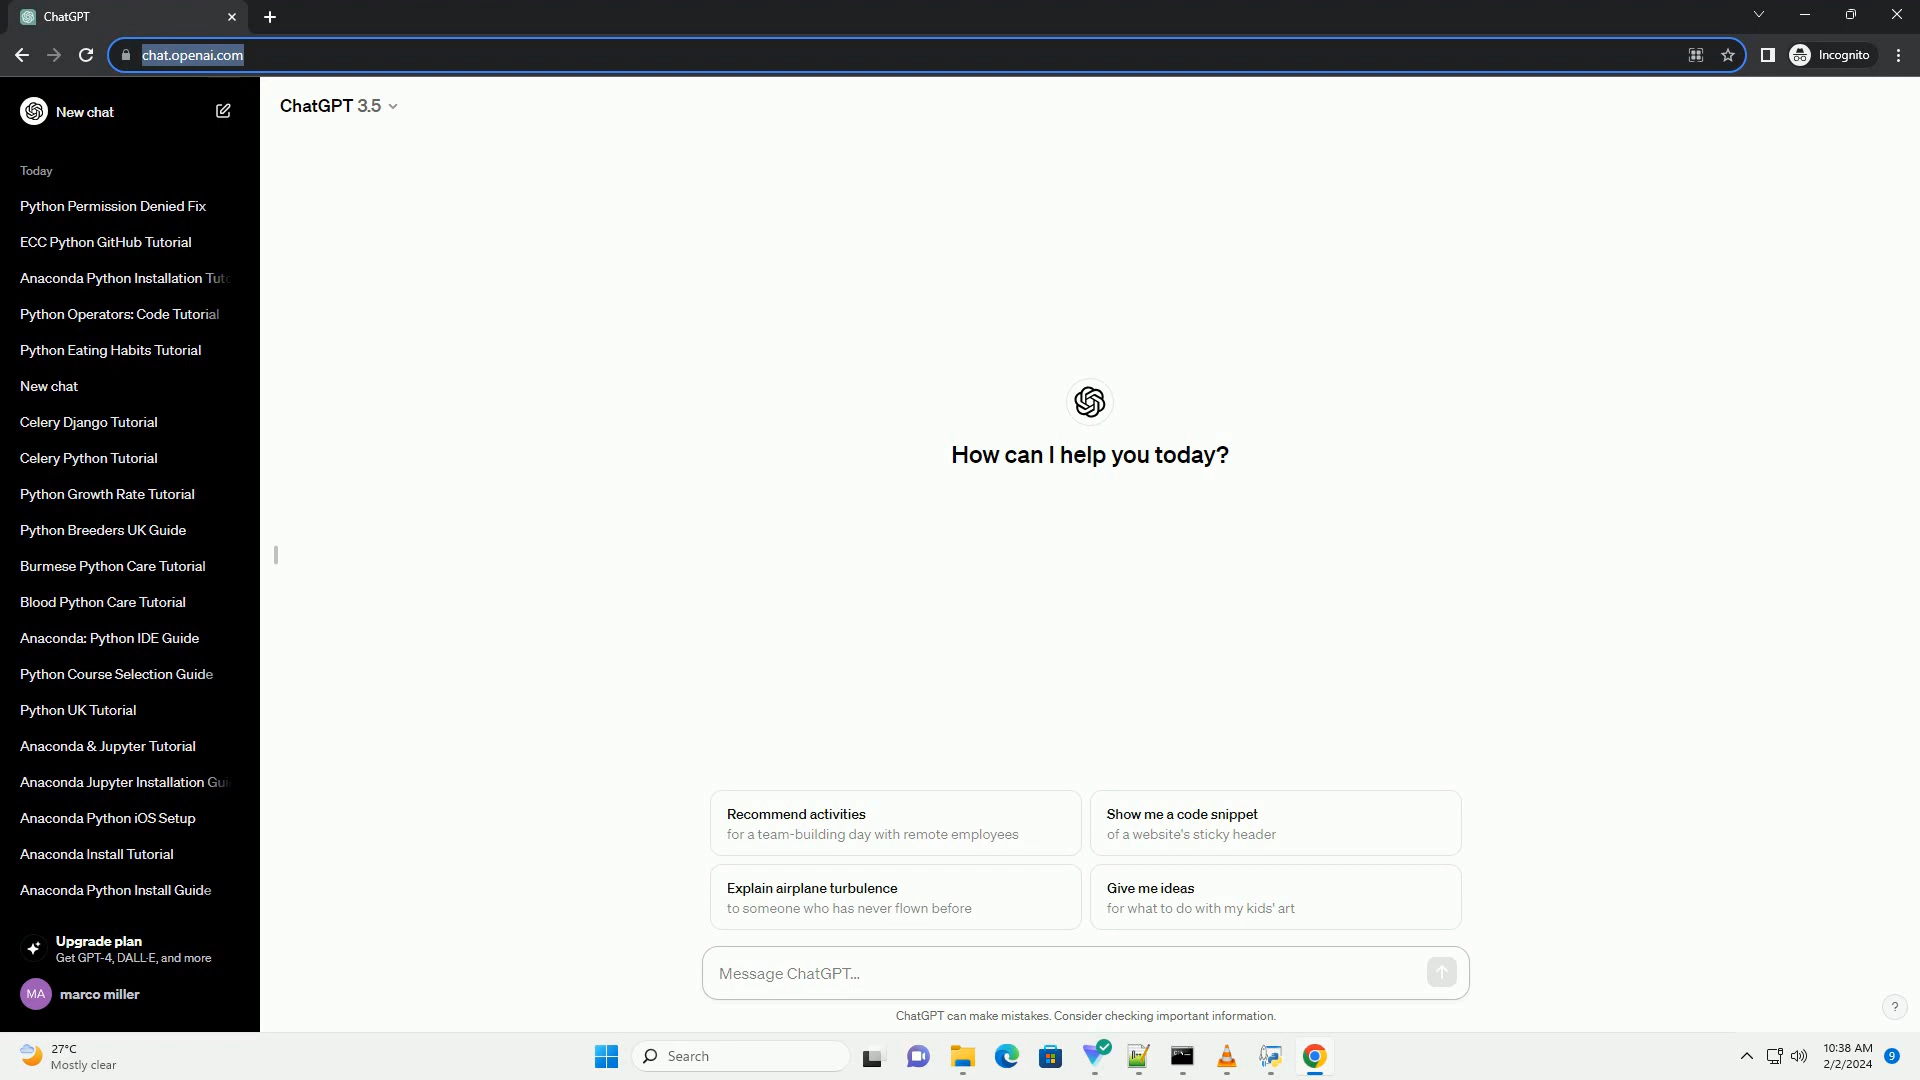 ChatGPT
chat.openai.com
Incognito
New chat
ChatGPT 3.5
Today
Python Permission Denied Fix
ECC Python GitHub Tutorial
Anaconda Python Installation Tuto
Python Operators: Code Tutorial
Python Eating Habits Tutorial
New chat
Celery Django Tutorial
Celery Python Tutorial
Python Growth Rate Tutorial
Python Breeders UK Guide
Burmese Python Care Tutorial
Blood Python Care Tutorial
Anaconda: Python IDE Guide
Python Course Selection Guide
Python UK Tutorial
Anaconda & Jupyter Tutorial
Anaconda Jupyter Installation Gui
Anaconda Python iOS Setup
Anaconda Install Tutorial
Anaconda Python Install Guide
Upgrade plan
Get GPT-4, DALL·E, and more
MA marco miller
How can I help you today?
Recommend activities
for a team-building day with remote employees
Show me a code snippet
of a website's sticky header
Explain airplane turbulence
to someone who has never flown before
Give me ideas
for what to do with my kids' art
Message ChatGPT...
ChatGPT can make mistakes. Consider checking important information.
?
27°C
Mostly clear
Search
10:38 AM
2/2/2024
9